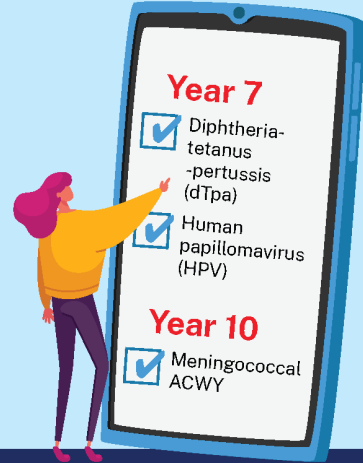 Year 7
Diphtheria-
tetanus
-pertussis
(dTpa)
Human
papillomavirus
(HPV)
Year 10
Meningococcal
ACWY